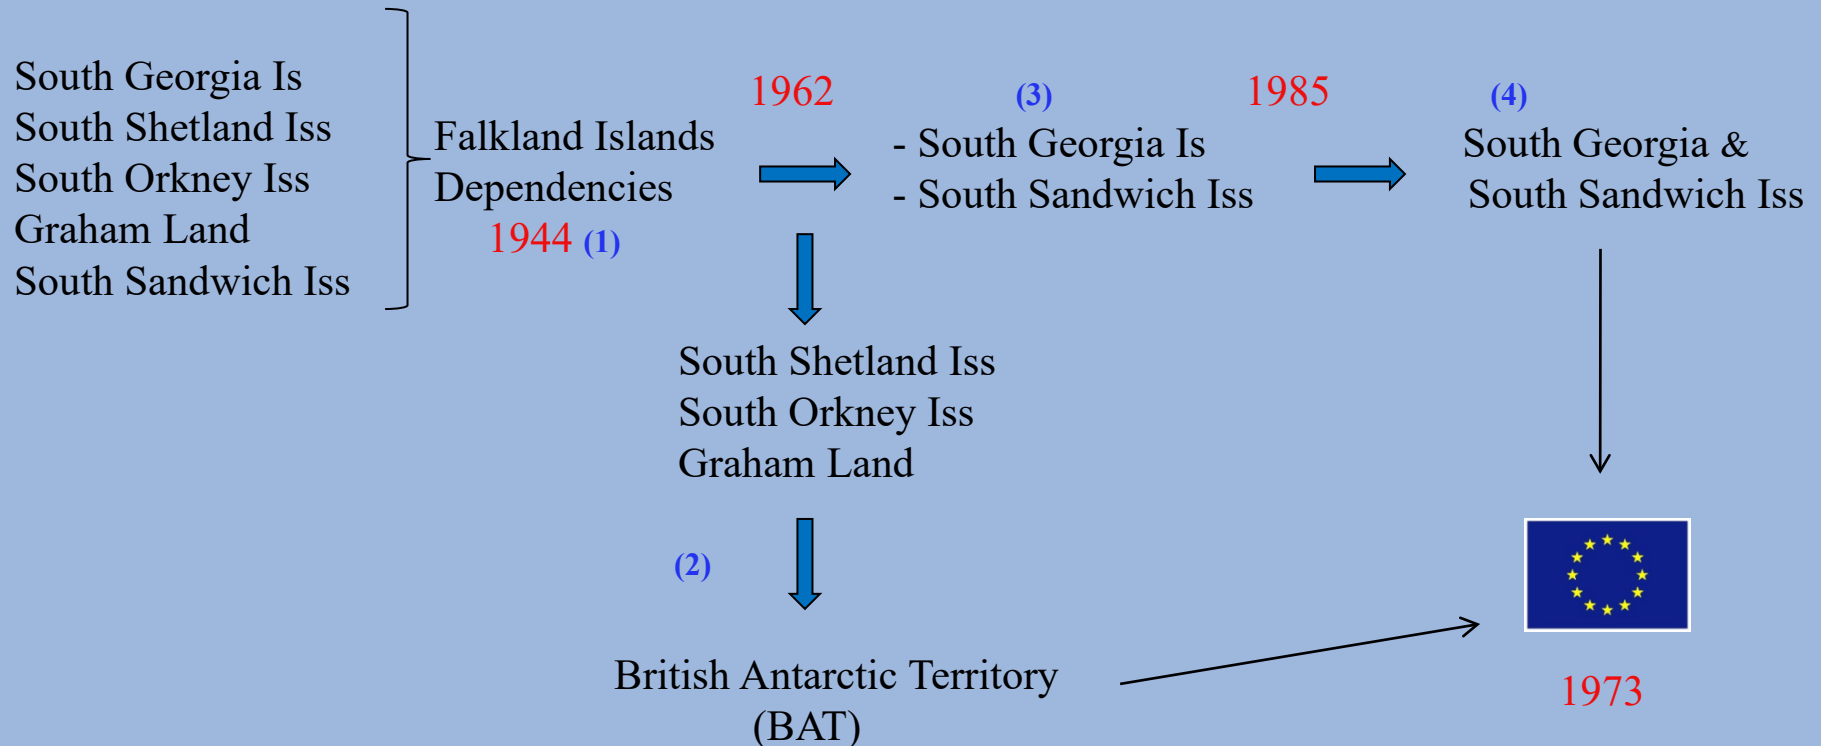 South Georgia Is
South Shetland Iss
South Orkney Iss
Graham Land
South Sandwich Iss
Falkland Islands
Dependencies
1944 (1)
1962
(3)
- South Georgia Is
- South Sandwich Iss
1985
(4)
South Georgia &
South Sandwich Iss
South Shetland Iss
South Orkney Iss
Graham Land
(2)
British Antarctic Territory
(BAT)
1973